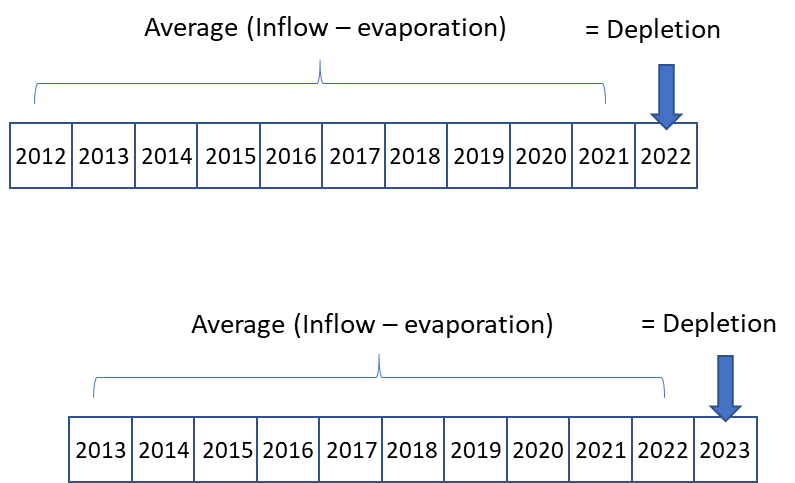 Average (Inflow – evaporation) = Depletion
2012 2013 2014 2015 2016 2017 2018 2019 2020 2021 2022
Average (Inflow – evaporation) = Depletion
2013 2014 2015 2016 2017 2018 2019 2020 2021 2022 2023